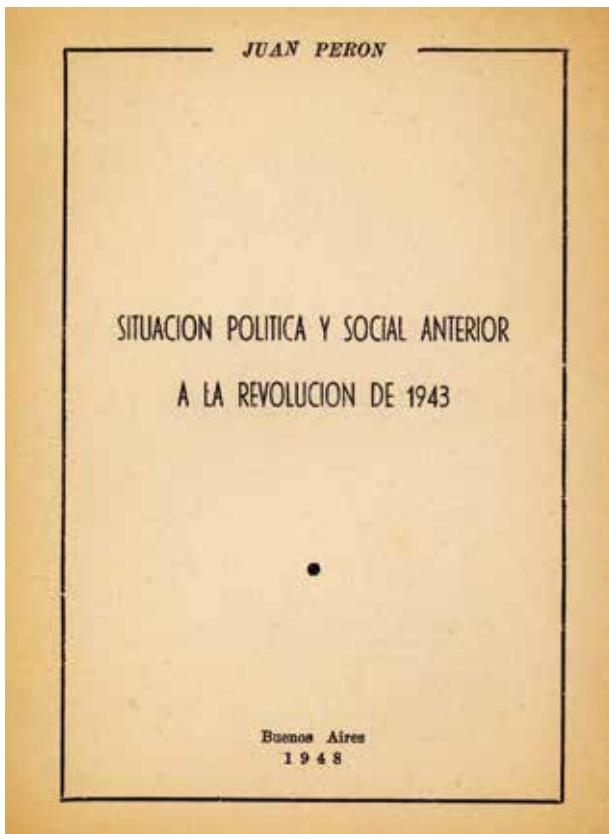 JUAN PERON
SITUACION POLITICA Y SOCIAL ANTERIOR
A LA REVOLUCION DE 1943
Buenos Aires
1948